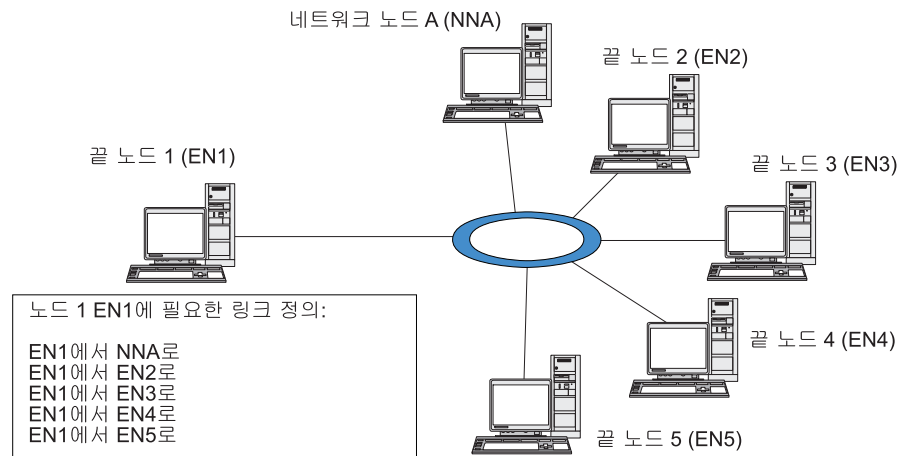 네트워크 노드 A (NNA)
끝 노드 2 (EN2)
끝 노드 1 (EN1)
끝 노드 3 (EN3)
노드 1 EN1에 필요한 링크 정의:
EN1에서 NNA로
EN1에서 EN2로
EN1에서 EN3로
EN1에서 EN4로
EN1에서 EN5로
끝 노드 4 (EN4)
끝 노드 5 (EN5)